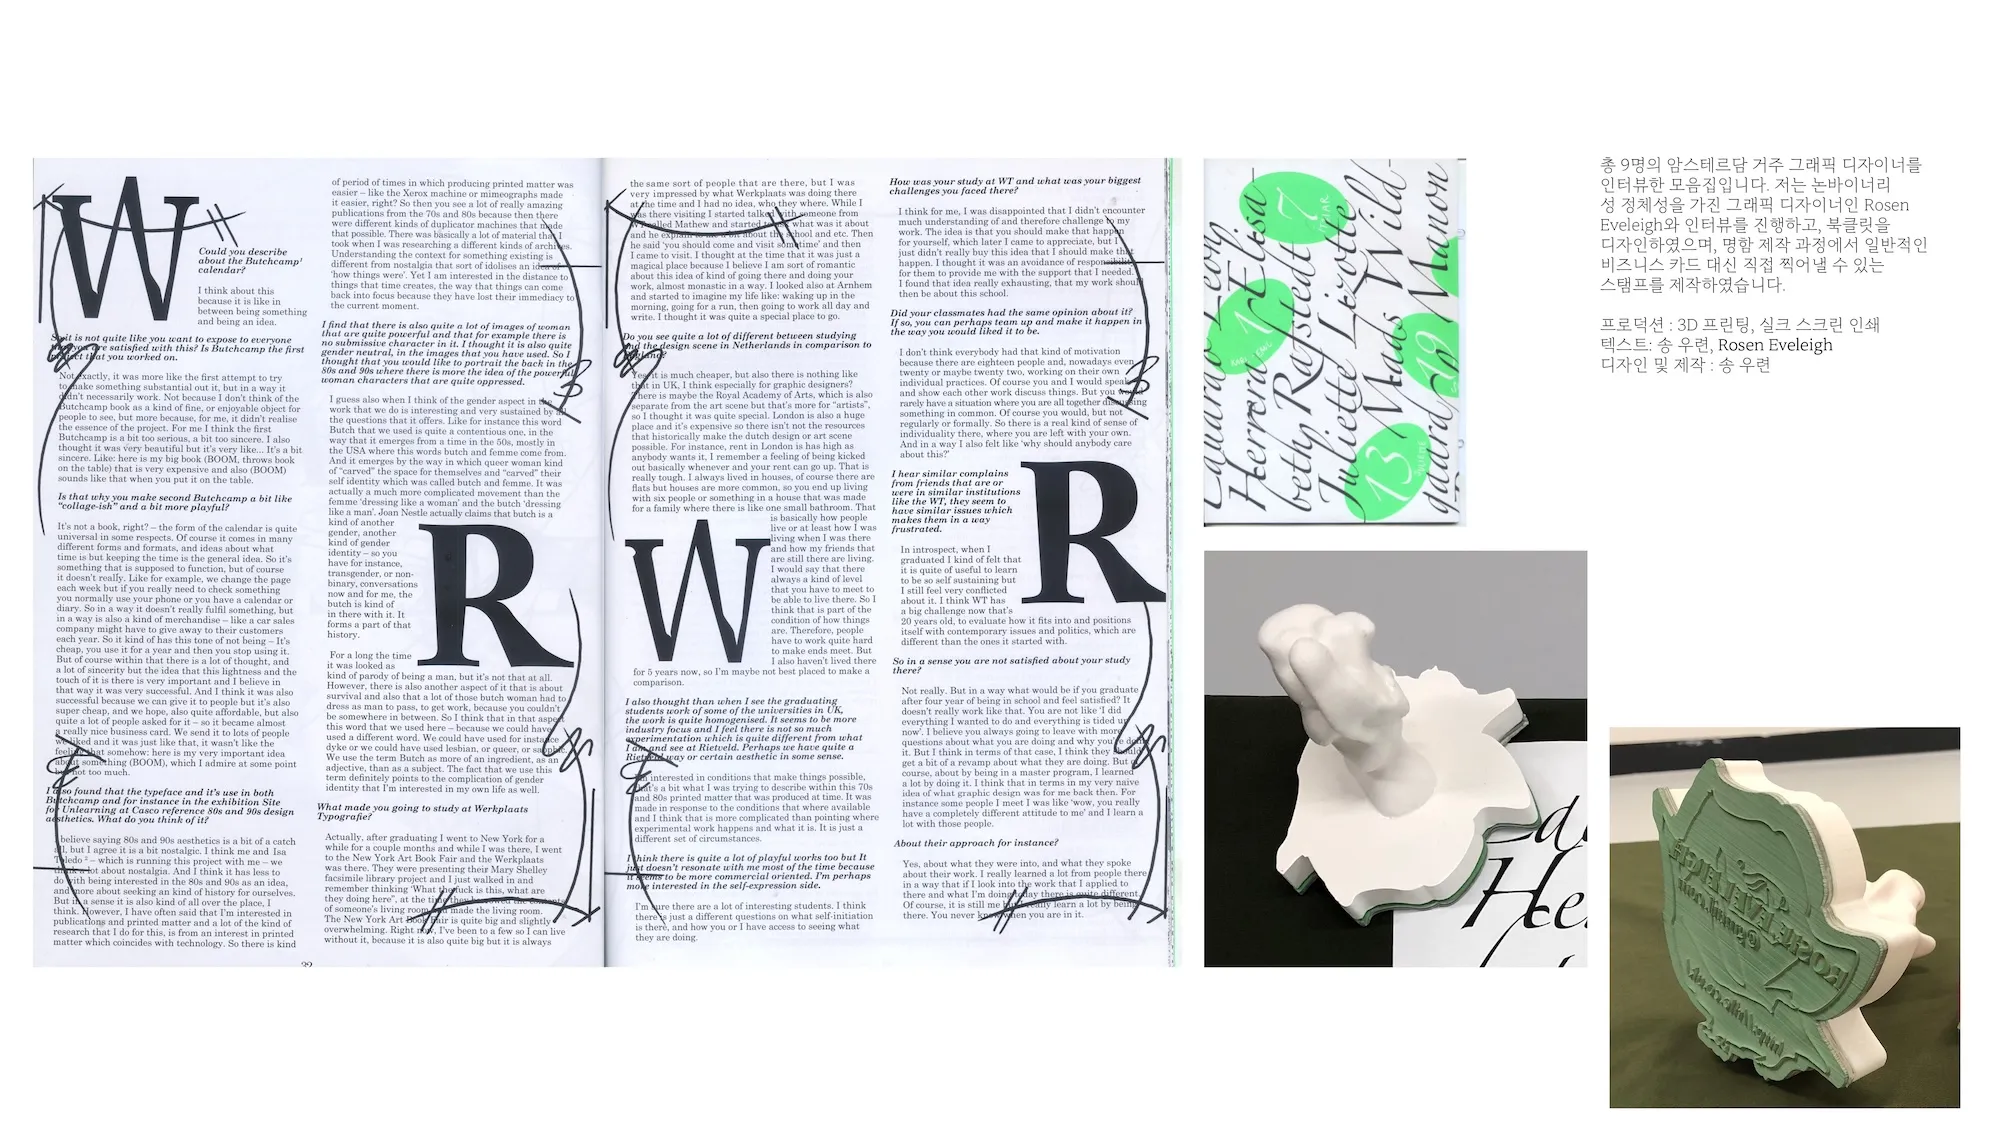 W
Could you describe
about the Butchcamp¹
calendar?
I think about this
because it is like in
between being something
and being an idea.
So it is not quite like you want to expose to everyone
you are satisfied with this? Is Butchcamp the first
project that you worked on.
Not exactly, it was more like the first attempt to try
to make something substantial out it, but in a way it
didn't necessarily work. Not because I don't think of the
Butchcamp book as a kind of fine, or enjoyable object for
people to see, but more because, for me, it didn't realise
the essence of the project. For me I think the first
Butchcamp is a bit too serious, a bit too sincere. I also
thought it was very beautiful but it's very like... It's a bit
sincere. Like: here is my big book (BOOM, throws book
on the table) that is very expensive and also (BOOM)
sounds like that when you put it on the table.
Is that why you make second Butchcamp a bit like
“collage-ish” and a bit more playful?
It's not a book, right? – the form of the calendar is quite
universal in some respects. Of course it comes in many
different forms and formats, and ideas about what
time is but keeping the time is the general idea. So it's
something that is supposed to function, but of course
it doesn't really. Like for example, we change the page
each week but if you really need to check something
you normally use your phone or you have a calendar or
diary. So in a way it doesn't really fulfil something, but
in a way is also a kind of merchandise – like a car sales
company might have to give away to their customers
each year. So it kind of has this tone of not being – It's
cheap, you use it for a year and then you stop using it.
But of course within that there is a lot of thought, and
a lot of sincerity but the idea that this lightness and the
touch of it is there is very important and I believe in
that way it was very successful. And I think it was also
successful because we can give it to people but it's also
super cheap, and we hope, also quite affordable, but also
quite a lot of people asked for it – so it became almost
a really nice business card. We send it to lots of people
we liked and it was just like that, it wasn't like the
feeling that somehow: here is my very important idea
about something (BOOM), which I admire at some point
but not too much.
I also found that the typeface and it's use in both
Butchcamp and for instance in the exhibition Site
for Unlearning at Casco reference 80s and 90s design
aesthetics. What do you think of it?
I believe saying 80s and 90s aesthetics is a bit of a catch
all, but I agree it is a bit nostalgic. I think me and Isa
Toledo ² – which is running this project with me – we
think a lot about nostalgia. And I think it has less to
do with being interested in the 80s and 90s as an idea,
and more about seeking an kind of history for ourselves.
But in a sense it is also kind of all over the place, I
think. However, I have often said that I'm interested in
publications and printed matter and a lot of the kind of
research that I do for this, is from an interest in printed
matter which coincides with technology. So there is kind
of period of times in which producing printed matter was
easier – like the Xerox machine or mimeographs made
it easier, right? So then you see a lot of really amazing
publications from the 70s and 80s because then there
were different kinds of duplicator machines that made
that possible. There was basically a lot of material that I
took when I was researching a different kinds of archives.
Understanding the context for something existing is
different from nostalgia that sort of idolises an idea of
'how things were'. Yet I am interested in the distance to
things that time creates, the way that things can come
back into focus because they have lost their immediacy to
the current moment.
I find that there is also quite a lot of images of woman
that are quite powerful and that for example there is
no submissive character in it. I thought it is also quite
gender neutral, in the images that you have used. So I
thought that you would like to portrait the back in the
80s and 90s where there is more the idea of the powerful
woman characters that are quite oppressed.
I guess also when I think of the gender aspect in the
work that we do is interesting and very sustained by all
the questions that it offers. Like for instance this word
Butch that we used is quite a contentious one, in the
way that it emerges from a time in the 50s, mostly in
the USA where this words butch and femme come from.
And it emerges by the way in which queer woman kind
of “carved” the space for themselves and “carved” their
self identity which was called butch and femme. It was
actually a much more complicated movement than the
femme 'dressing like a woman' and the butch 'dressing
like a man'. Joan Nestle actually claims that butch is a
kind of another
gender, another
kind of gender
identity – so you
have for instance,
transgender, or non-
binary, conversations
now and for me, the
butch is kind of
in there with it. It
forms a part of that
history.
R
For a long the time
it was looked as
kind of parody of being a man, but it's not that at all.
However, there is also another aspect of it that is about
survival and also that a lot of those butch woman had to
dress as man to pass, to get work, because you couldn't
be somewhere in between. So I think that in that aspect
this word that we used here – because we could have
used a different word. We could have used for instance
dyke or we could have used lesbian, or queer, or sapphic.
We use the term Butch as more of an ingredient, as an
adjective, than as a subject. The fact that we use this
term definitely points to the complication of gender
identity that I'm interested in my own life as well.
What made you going to study at Werkplaats
Typografie?
Actually, after graduating I went to New York for a
while for a couple months and while I was there, I went
to the New York Art Book Fair and the Werkplaats
was there. They were presenting their Mary Shelley
facsimile library project and I just walked in and
remember thinking 'What the fuck is this, what are
they doing here”, at the time they borrowed the contents
of someone's living room and made the living room.
The New York Art Book Fair is quite big and slightly
overwhelming. Right now, I've been to a few so I can live
without it, because it is also quite big but it is always
the same sort of people that are there, but I was
very impressed by what Werkplaats was doing there
at the time and I had no idea, who they where. While I
was there visiting I started talked with someone from
WT called Mathew and started to ask what was it about
and he explains to me a bit about the school and etc. Then
he said 'you should come and visit sometime' and then
I came to visit. I thought at the time that it was just a
magical place because I believe I am sort of romantic
about this idea of kind of going there and doing your
work, almost monastic in a way. I looked also at Arnhem
and started to imagine my life like: waking up in the
morning, going for a run, then going to work all day and
write. I thought it was quite a special place to go.
Do you see quite a lot of different between studying
and the design scene in Netherlands in comparison to
England?
Yes, it is much cheaper, but also there is nothing like
that in UK, I think especially for graphic designers?
There is maybe the Royal Academy of Arts, which is also
separate from the art scene but that's more for “artists”,
so I thought it was quite special. London is also a huge
place and it's expensive so there isn't the resources
that historically make the dutch design or art scene
possible. For instance, rent in London is has high as
anybody wants it, I remember a feeling of being kicked
out basically whenever and your rent can go up. That is
really tough. I always lived in houses, of course there are
flats but houses are more common, so you end up living
with six people or something in a house that was made
for a family where there is like one small bathroom. That
W
is basically how people
live or at least how I was
living when I was there
and how my friends that
are still there are living.
I would say that there
always a kind of level
that you have to meet to
be able to live there. So I
think that is part of the
condition of how things
are. Therefore, people
have to work quite hard
to make ends meet. But
I also haven't lived there
for 5 years now, so I'm maybe not best placed to make a
comparison.
I also thought than when I see the graduating
students work of some of the universities in UK,
the work is quite homogenised. It seems to be more
industry focus and I feel there is not so much
experimentation which is quite different from what
I am and see at Rietveld. Perhaps we have quite a
Rietveld way or certain aesthetic in some sense.
I'm interested in conditions that make things possible,
that's a bit what I was trying to describe within this 70s
and 80s printed matter that was produced at time. It was
made in response to the conditions that where available
and I think that is more complicated than pointing where
experimental work happens and what it is. It is just a
different set of circumstances.
I think there is quite a lot of playful works too but It
just doesn't resonate with me most of the time because
it seems to be more commercial oriented. I'm perhaps
more interested in the self-expression side.
I'm sure there are a lot of interesting students. I think
there is just a different questions on what self-initiation
is there, and how you or I have access to seeing what
they are doing.
How was your study at WT and what was your biggest
challenges you faced there?
I think for me, I was disappointed that I didn't encounter
much understanding of and therefore challenge to my
work. The idea is that you should make that happen
for yourself, which later I came to appreciate, but I
just didn't really buy this idea that I should make that
happen. I thought it was an avoidance of responsibility
for them to provide me with the support that I needed.
I found that idea really exhausting, that my work should
then be about this school.
Did your classmates had the same opinion about it?
If so, you can perhaps team up and make it happen in
the way you would liked it to be.
I don't think everybody had that kind of motivation
because there are eighteen people and, nowadays even
twenty or maybe twenty two, working on their own
individual practices. Of course you and I would speak
and show each other work discuss things. But you would
rarely have a situation where you are all together discussing
something in common. Of course you would, but not
regularly or formally. So there is a real kind of sense of
individuality there, where you are left with your own.
And in a way I also felt like 'why should anybody care
about this?'
I hear similar complains
from friends that are or
were in similar institutions
like the WT, they seem to
have similar issues which
makes them in a way
frustrated.
R
In introspect, when I
graduated I kind of felt that
it is quite of useful to learn
to be so self sustaining but
I still feel very conflicted
about it. I think WT has
a big challenge now that's
20 years old, to evaluate how it fits into and positions
itself with contemporary issues and politics, which are
different than the ones it started with.
So in a sense you are not satisfied about your study
there?
Not really. But in a way what would be if you graduate
after four year of being in school and feel satisfied? It
doesn't really work like that. You are not like 'I did
everything I wanted to do and everything is tided up
now'. I believe you always going to leave with more
questions about what you are doing and why you're doing
it. But I think in terms of that case, I think they should
get a bit of a revamp about what they are doing. But of
course, about by being in a master program, I learned
a lot by doing it. I think that in terms in my very naive
idea of what graphic design was for me back then. For
instance some people I meet I was like 'wow, you really
have a completely different attitude to me' and I learn a
lot with those people.
About their approach for instance?
Yes, about what they were into, and what they spoke
about their work. I really learned a lot from people there
in a way that if I look into the work that I applied to
there and what I'm doing today there is quite different.
Of course, it is still me but I really learn a lot by being
there. You never know when you are in it.
Eduardo Leon
Herrera 1 Elisa-
beth Rafstedt 7
Juliette Lizotte
Mads Wild-
gaard 19 Manon
13
총 9명의 암스테르담 거주 그래픽 디자이너를
인터뷰한 모음집입니다. 저는 논바이너리
성 정체성을 가진 그래픽 디자이너인 Rosen
Eveleigh와 인터뷰를 진행하고, 북클릿을
디자인하였으며, 명함 제작 과정에서 일반적인
비즈니스 카드 대신 직접 찍어낼 수 있는
스탬프를 제작하였습니다.
프로덕션 : 3D 프린팅, 실크 스크린 인쇄
텍스트: 송 우련, Rosen Eveleigh
디자인 및 제작 : 송 우련